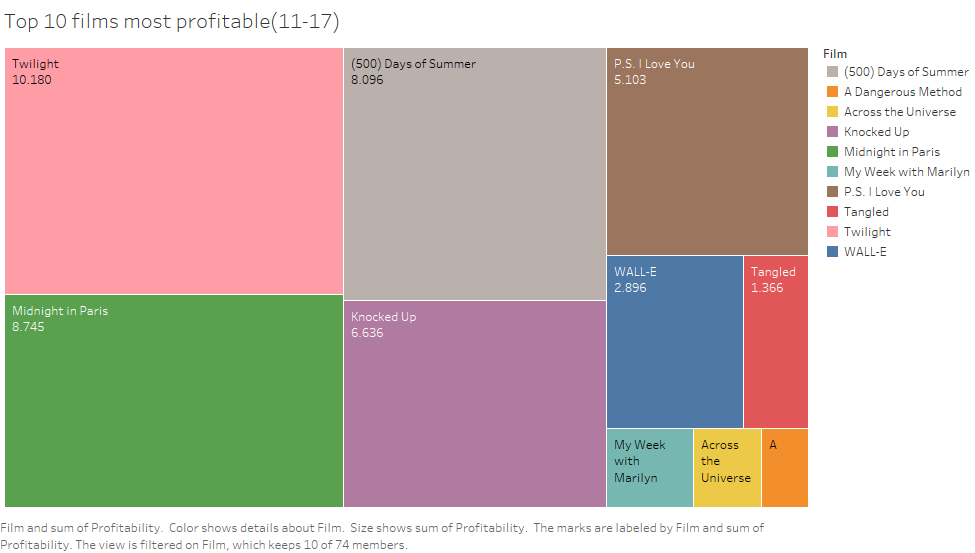 Top 10 films most profitable(11-17)
Twilight
10.180
(500) Days of Summer
8.096
P.S. I Love You
5.103
Midnight in Paris
8.745
Knocked Up
6.636
WALL-E
2.896
Tangled
1.366
My Week
with
Marilyn
Across
the
Universe
A
Film
(500) Days of Summer
A Dangerous Method
Across the Universe
Knocked Up
Midnight in Paris
My Week with Marilyn
P.S. I Love You
Tangled
Twilight
WALL-E
Film and sum of Profitability.  Color shows details about Film.  Size shows sum of Profitability.  The marks are labeled by Film and sum of
Profitability. The view is filtered on Film, which keeps 10 of 74 members.